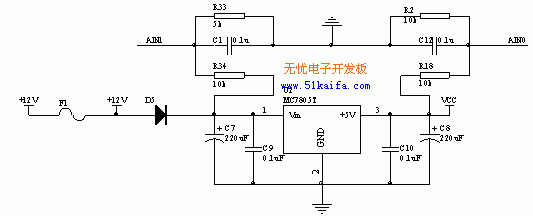 R33
5k
R2
10k
AIN1
C1
0.1u
C12
0.1u
AIN0
R34
10k
无忧电子开发板
R18
10k
www.51kaifa.com
U1
MC7805T
+12V
F1
+12V
D5
1
Vin
+5V
3
VCC
GND
2
+ C7
220uF
C9
0.1uF
C10
0.1uF
+ C8
220uF